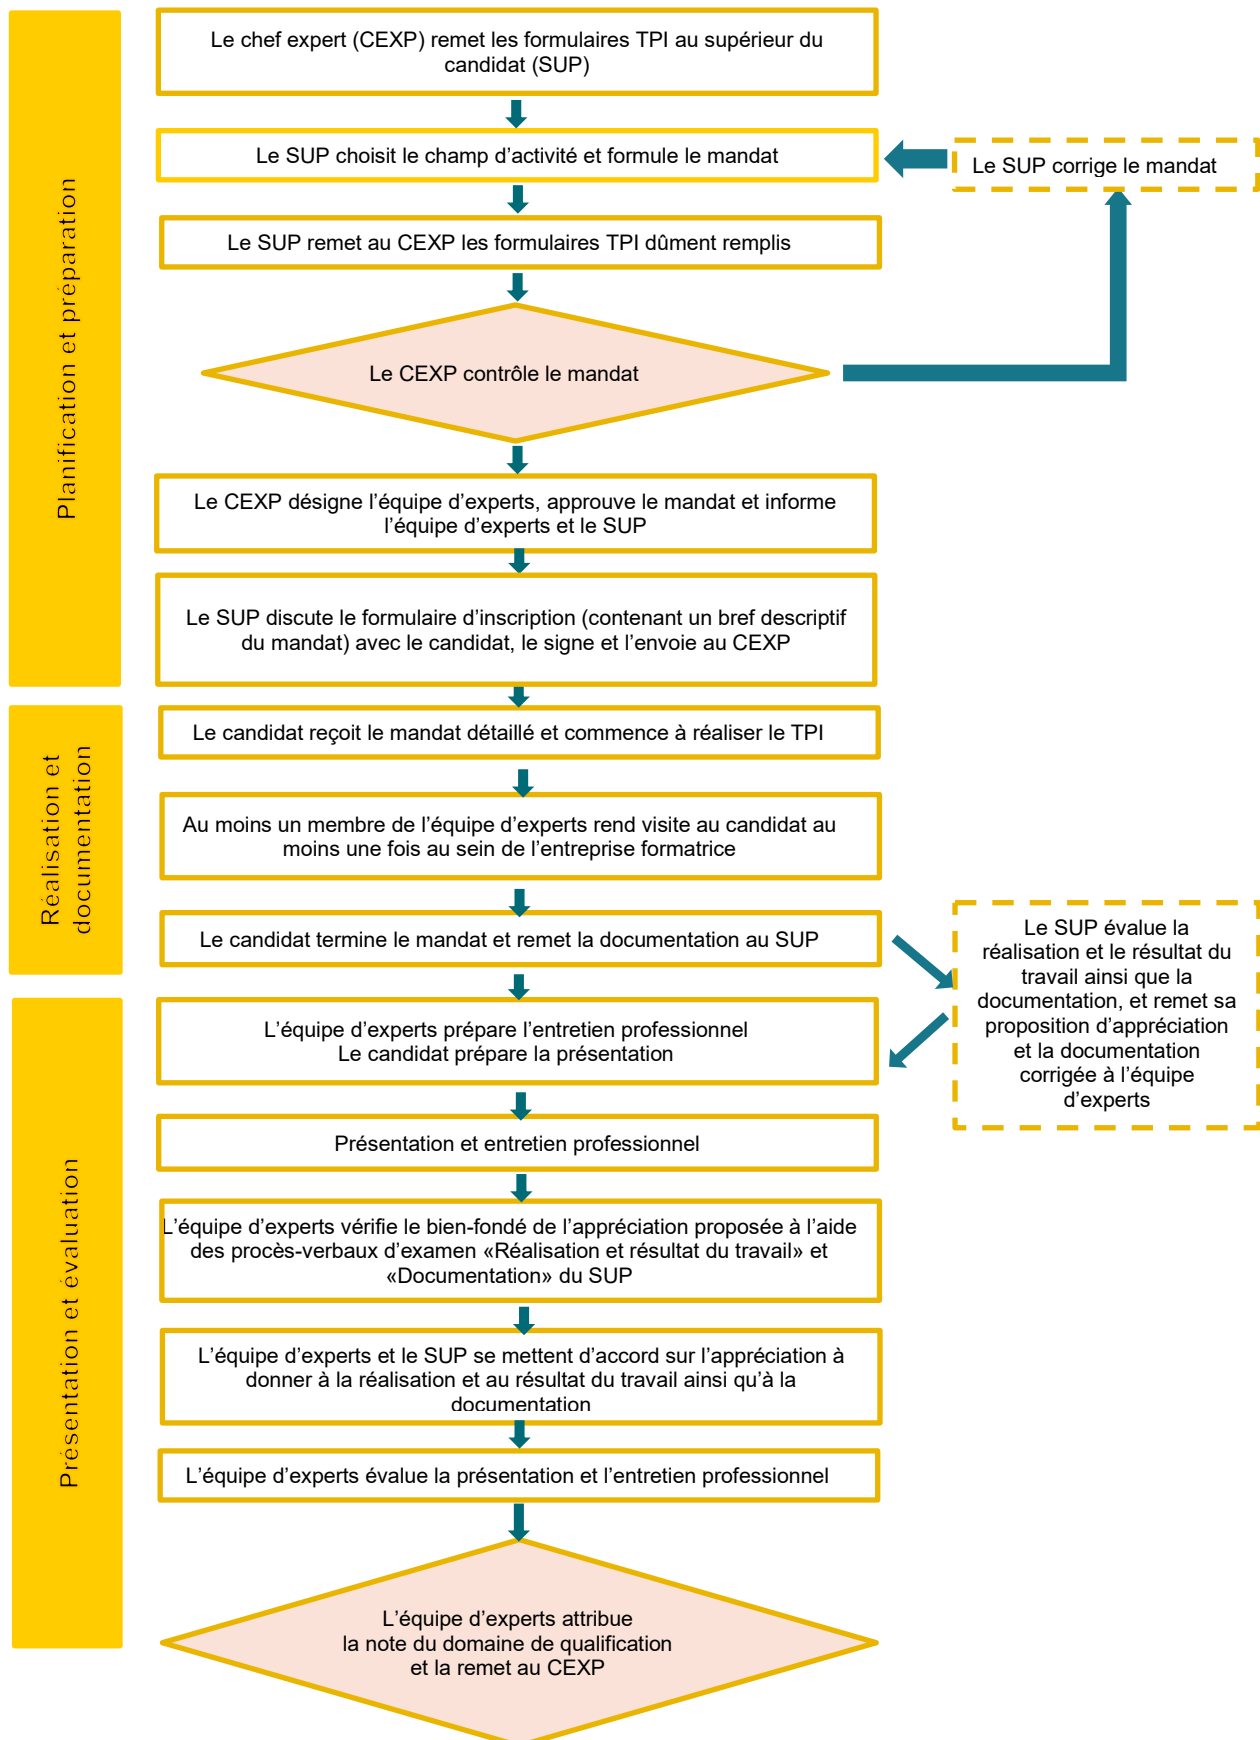 Planification et préparation
Le chef expert (CEXP) remet les formulaires TPI au supérieur du
candidat (SUP)
Le SUP choisit le champ d’activité et formule le mandat
Le SUP corrige le mandat
Le SUP remet au CEXP les formulaires TPI dûment remplis
Le CEXP contrôle le mandat
Le CEXP désigne l’équipe d’experts, approuve le mandat et informe
l’équipe d’experts et le SUP
Le SUP discute le formulaire d’inscription (contenant un bref descriptif
du mandat) avec le candidat, le signe et l’envoie au CEXP
Réalisation et
documentation
Le candidat reçoit le mandat détaillé et commence à réaliser le TPI
Au moins un membre de l’équipe d’experts rend visite au candidat au
moins une fois au sein de l’entreprise formatrice
Le candidat termine le mandat et remet la documentation au SUP
Le SUP évalue la
réalisation et le résultat du
travail ainsi que la
documentation, et remet sa
proposition d’appréciation
et la documentation
corrigée à l’équipe
d’experts
Présentation et évaluation
L’équipe d’experts prépare l’entretien professionnel
Le candidat prépare la présentation
Présentation et entretien professionnel
L’équipe d’experts vérifie le bien-fondé de l’appréciation proposée à l’aide
des procès-verbaux d’examen «Réalisation et résultat du travail» et
«Documentation» du SUP
L’équipe d’experts et le SUP se mettent d’accord sur l’appréciation à
donner à la réalisation et au résultat du travail ainsi qu’à la
documentation
L’équipe d’experts évalue la présentation et l’entretien professionnel
L’équipe d’experts attribue
la note du domaine de qualification
et la remet au CEXP